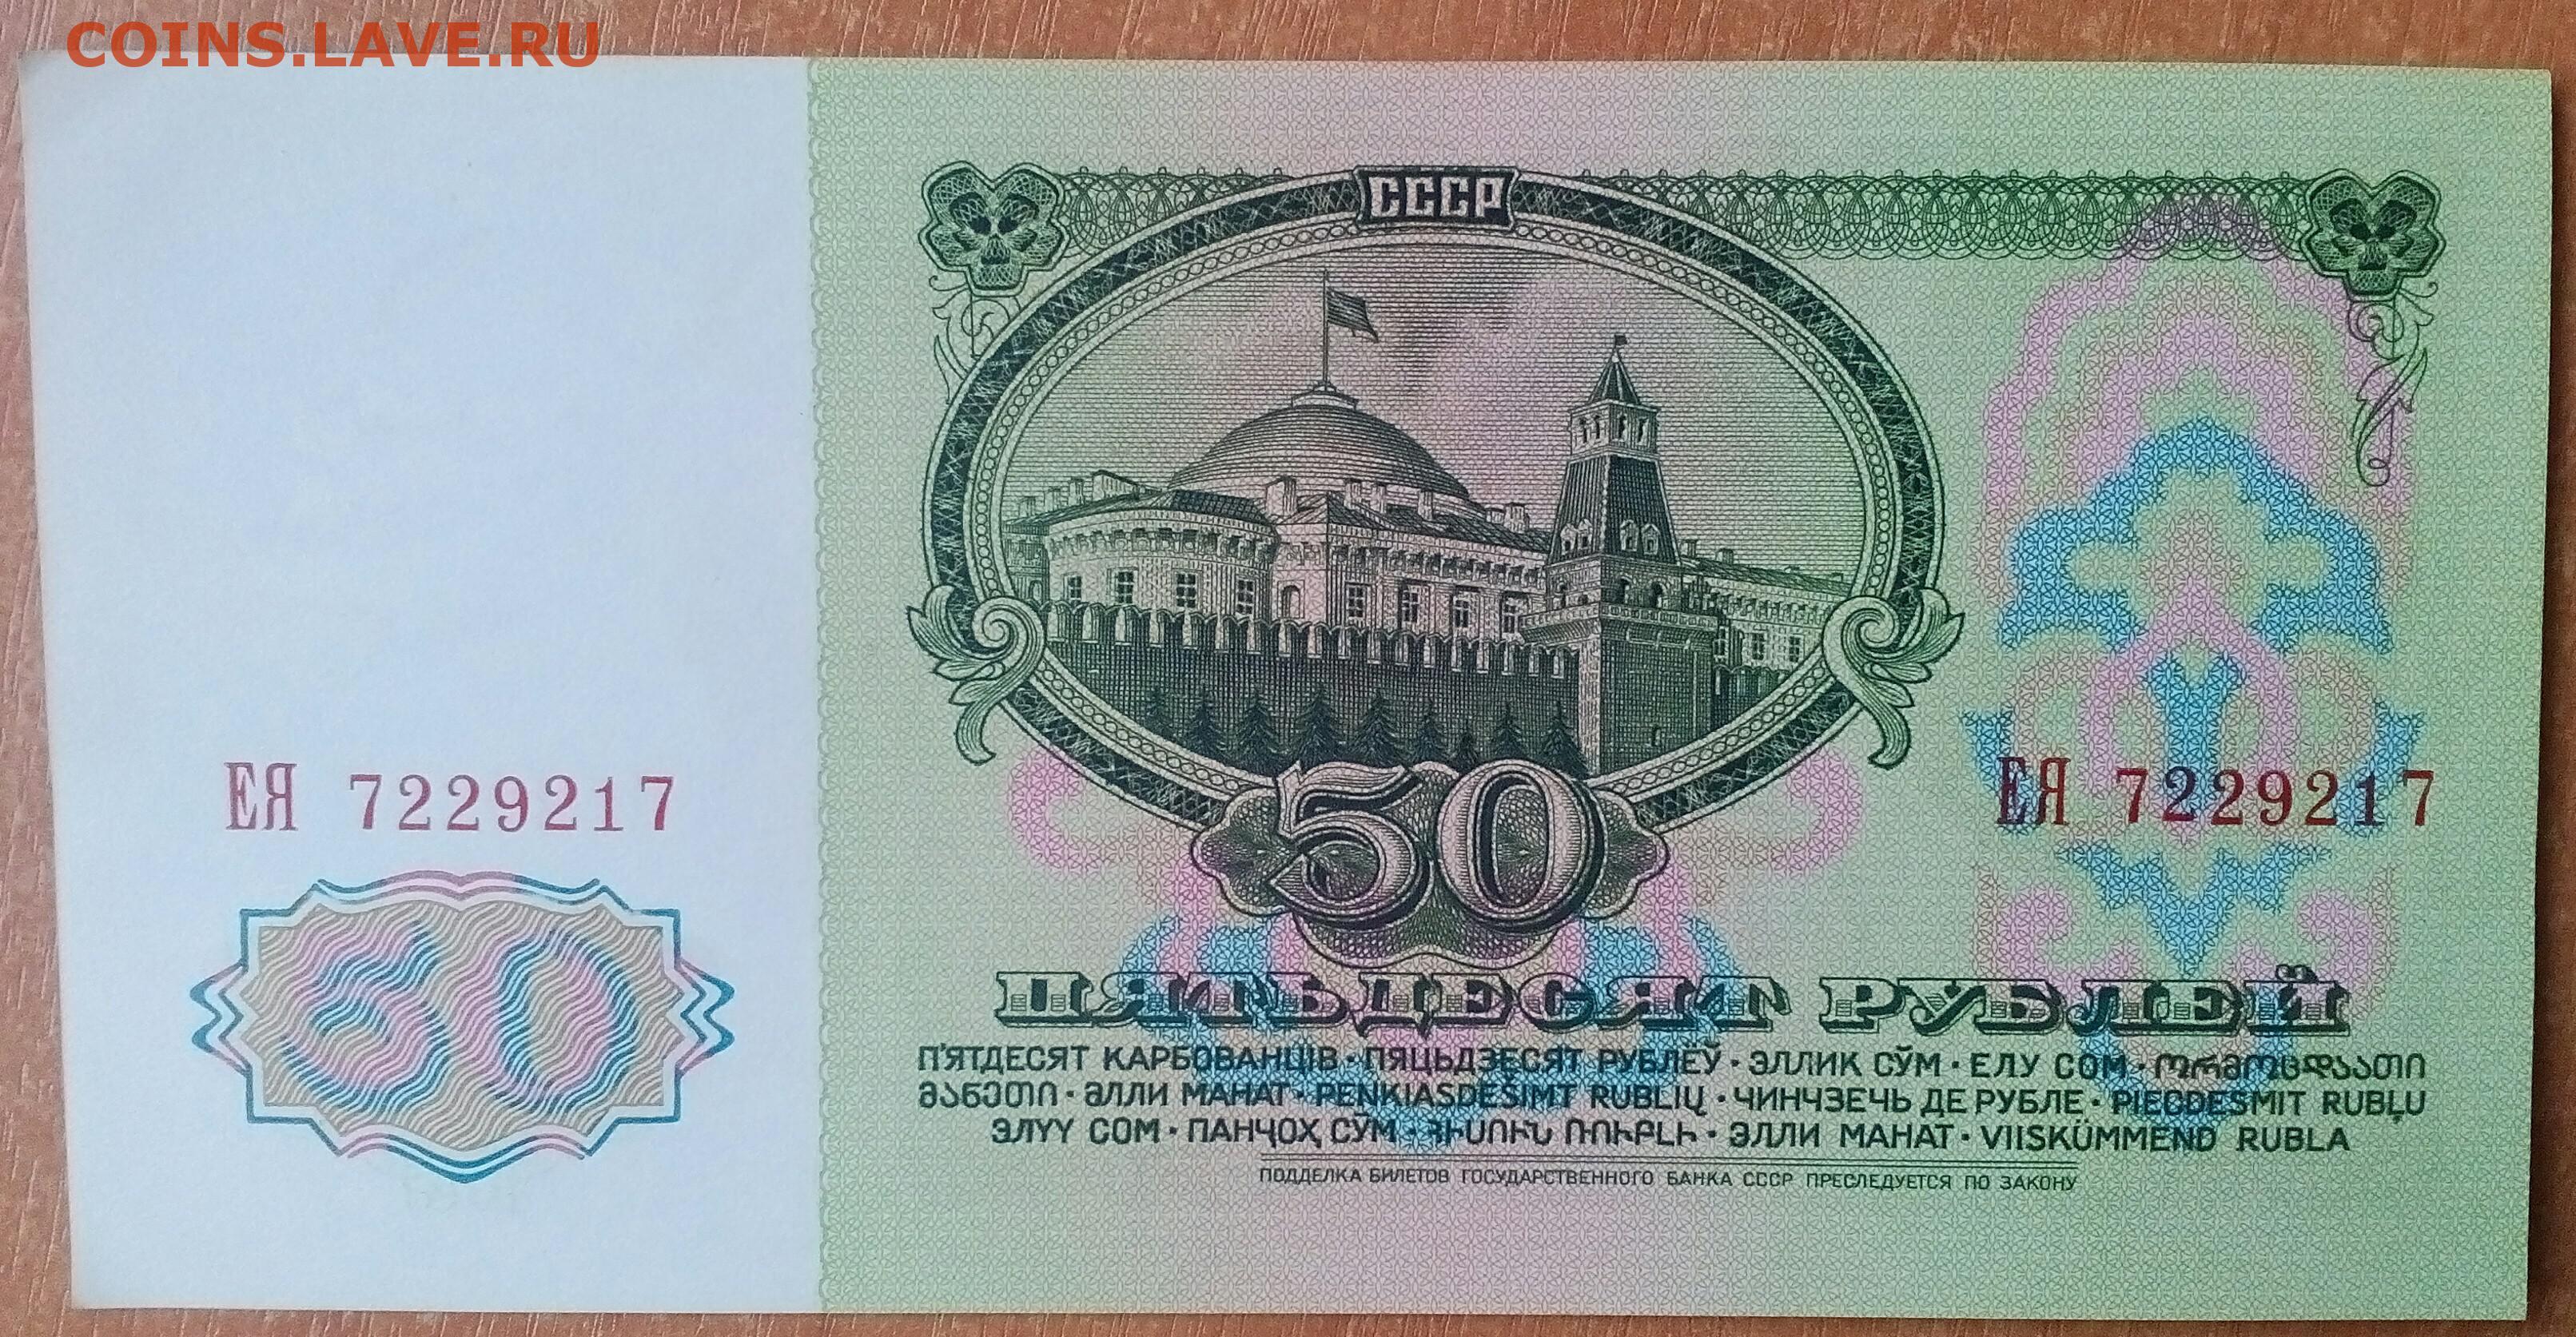 COINS.LAVE.RU
СССР
ЕЯ 7229217
ЕЯ 7229217
50
50
ПЯТЬДЕСЯТ РУБЛЕЙ
П'ЯТДЕСЯТ КАРБОВАНЦІВ · ПЯЦЬДЗЕСЯТ РУБЛЁЎ · ЭЛЛИК СЎМ · ЕЛУ СОМ · ორმოცდაათი
მანეთი · ӘЛЛИ МАНАТ · PENKIASDEŠIMT RUBLIŲ · ЧИНЧЗЕЧЬ ДЕ РУБЛЕ · PIECDESMIT RUBĻU
ЭЛҮҮ СОМ · ПАНҶОҲ СӮМ · ՀԻՍՈՒՆ ՌՈՒԲԼԻ · ЭЛЛИ МАНАТ · VIISKÜMMEND RUBLA
ПОДДЕЛКА БИЛЕТОВ ГОСУДАРСТВЕННОГО БАНКА СССР ПРЕСЛЕДУЕТСЯ ПО ЗАКОНУ